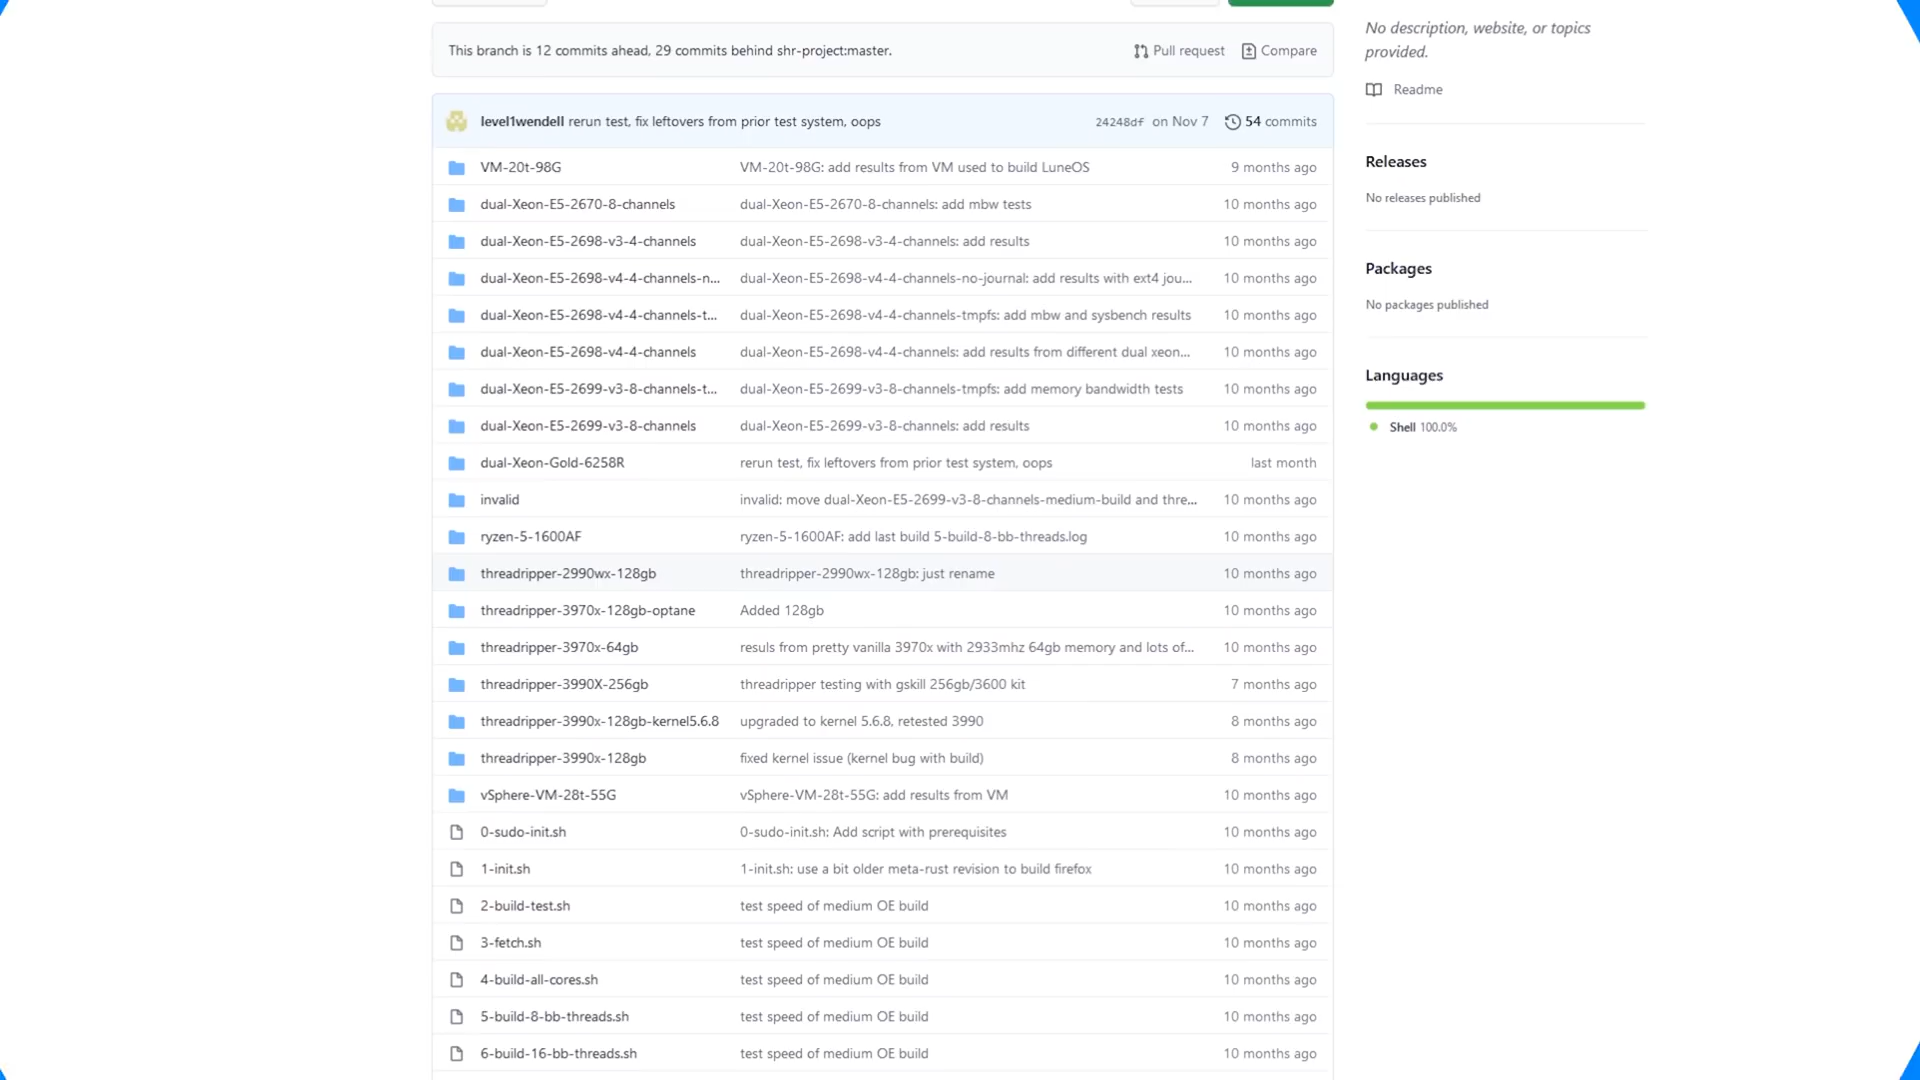 This branch is 12 commits ahead, 29 commits behind shr-project:master.
Pull request
Compare
level1wendell rerun test, fix leftovers from prior test system, oops
24248df on Nov 7
54 commits
VM-20t-98G VM-20t-98G: add results from VM used to build LuneOS 9 months ago
dual-Xeon-E5-2670-8-channels dual-Xeon-E5-2670-8-channels: add mbw tests 10 months ago
dual-Xeon-E5-2698-v3-4-channels dual-Xeon-E5-2698-v3-4-channels: add results 10 months ago
dual-Xeon-E5-2698-v4-4-channels-n... dual-Xeon-E5-2698-v4-4-channels-no-journal: add results with ext4 jou... 10 months ago
dual-Xeon-E5-2698-v4-4-channels-t... dual-Xeon-E5-2698-v4-4-channels-tmpfs: add mbw and sysbench results 10 months ago
dual-Xeon-E5-2698-v4-4-channels dual-Xeon-E5-2698-v4-4-channels: add results from different dual xeon... 10 months ago
dual-Xeon-E5-2699-v3-8-channels-t... dual-Xeon-E5-2699-v3-8-channels-tmpfs: add memory bandwidth tests 10 months ago
dual-Xeon-E5-2699-v3-8-channels dual-Xeon-E5-2699-v3-8-channels: add results 10 months ago
dual-Xeon-Gold-6258R rerun test, fix leftovers from prior test system, oops last month
invalid invalid: move dual-Xeon-E5-2699-v3-8-channels-medium-build and thre... 10 months ago
ryzen-5-1600AF ryzen-5-1600AF: add last build 5-build-8-bb-threads.log 10 months ago
threadripper-2990wx-128gb threadripper-2990wx-128gb: just rename 10 months ago
threadripper-3970x-128gb-optane Added 128gb 10 months ago
threadripper-3970x-64gb resuls from pretty vanilla 3970x with 2933mhz 64gb memory and lots of... 10 months ago
threadripper-3990X-256gb threadripper testing with gskill 256gb/3600 kit 7 months ago
threadripper-3990x-128gb-kernel5.6.8 upgraded to kernel 5.6.8, retested 3990 8 months ago
threadripper-3990x-128gb fixed kernel issue (kernel bug with build) 8 months ago
vSphere-VM-28t-55G vSphere-VM-28t-55G: add results from VM 10 months ago
0-sudo-init.sh 0-sudo-init.sh: Add script with prerequisites 10 months ago
1-init.sh 1-init.sh: use a bit older meta-rust revision to build firefox 10 months ago
2-build-test.sh test speed of medium OE build 10 months ago
3-fetch.sh test speed of medium OE build 10 months ago
4-build-all-cores.sh test speed of medium OE build 10 months ago
5-build-8-bb-threads.sh test speed of medium OE build 10 months ago
6-build-16-bb-threads.sh test speed of medium OE build 10 months ago
No description, website, or topics
provided.
Readme
Releases
No releases published
Packages
No packages published
Languages
Shell 100.0%